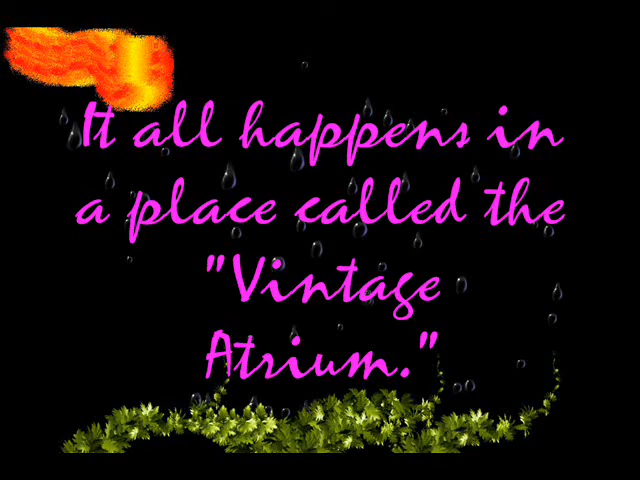 It all happens in
a place called the
"Vintage
Atrium."